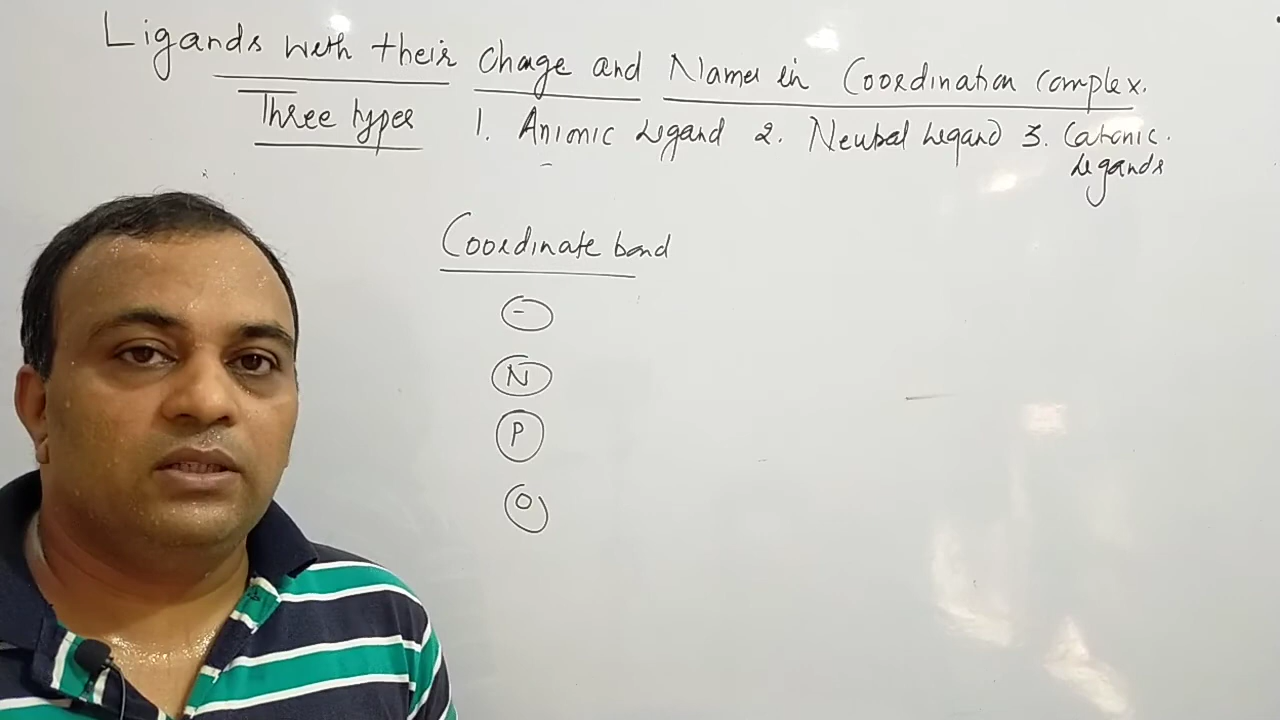 Ligands with their Charge and Names in Coordination complex.
Three types 1. Anionic Ligand 2. Neutral Ligand 3. Cationic.
Ligands
Coordinate bond
-
N
P
O